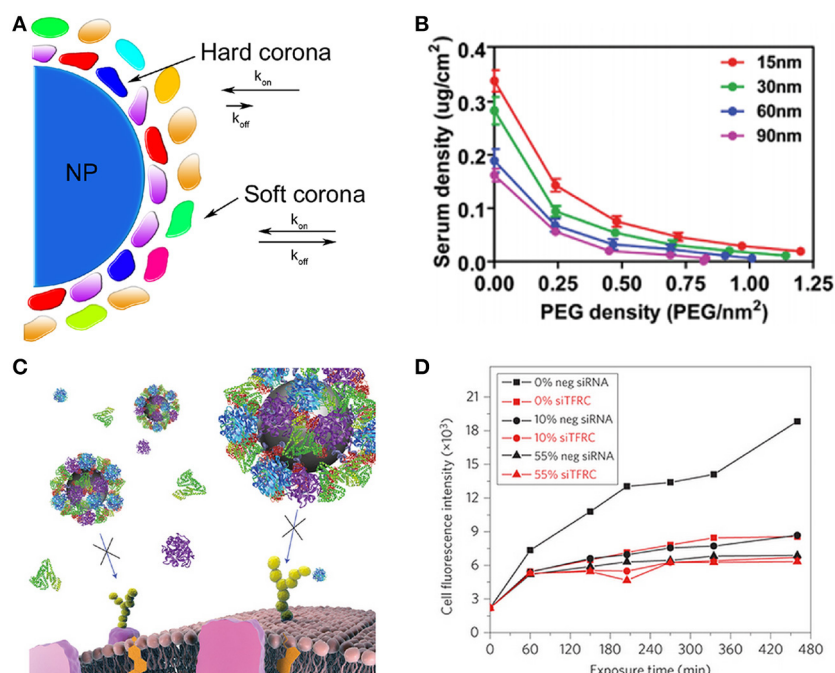 A
Hard corona
kon
koff
NP
Soft corona
kon
koff
B
Serum density (ug/cm²)
0.4
0.3
0.2
0.1
0.0
15nm
30nm
60nm
90nm
0.00 0.25 0.50 0.75 1.00 1.25
PEG density (PEG/nm²)
C
D
Cell fluorescence intensity (×10³)
21
18
15
12
9
6
3
0
0% neg siRNA
0% siTFRC
10% neg siRNA
10% siTFRC
55% neg siRNA
55% siTFRC
0 60 120 180 240 300 360 420 480
Exposure time (min)